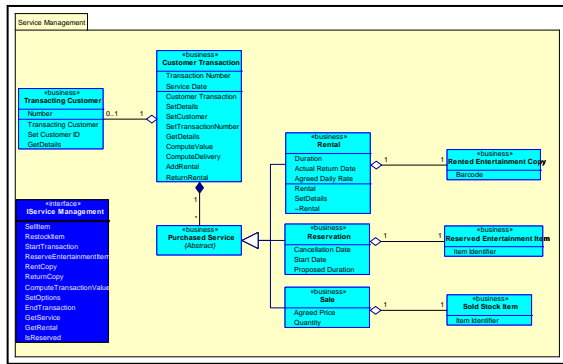 Service Management
«business»
Customer Transaction
Transaction Number
Service Date
Customer Transaction
SetDetails
SetCustomer
SetTransactionNumber
GetDetails
ComputeValue
ComputeDelivery
AddRental
ReturnRental
«business»
Transacting Customer
Number
Transacting Customer
Set Customer ID
GetDetails
0..1
1
1
«business»
Purchased Service
(Abstract)
«interface»
IService Management
SellItem
RestockItem
StartTransaction
ReserveEntertainmentItem
RentCopy
ReturnCopy
ComputeTransactionValue
SetOptions
EndTransaction
GetService
GetRental
IsReserved
«business»
Rental
Duration
Actual Return Date
Agreed Daily Rate
Rental
SetDetails
~Rental
1
1
«business»
Rented Entertainment Copy
Barcode
«business»
Reservation
Cancellation Date
Start Date
Proposed Duration
1
1
«business»
Reserved Entertainment Item
Item Identifier
«business»
Sale
Agreed Price
Quantity
1
1
«business»
Sold Stock Item
Item Identifier